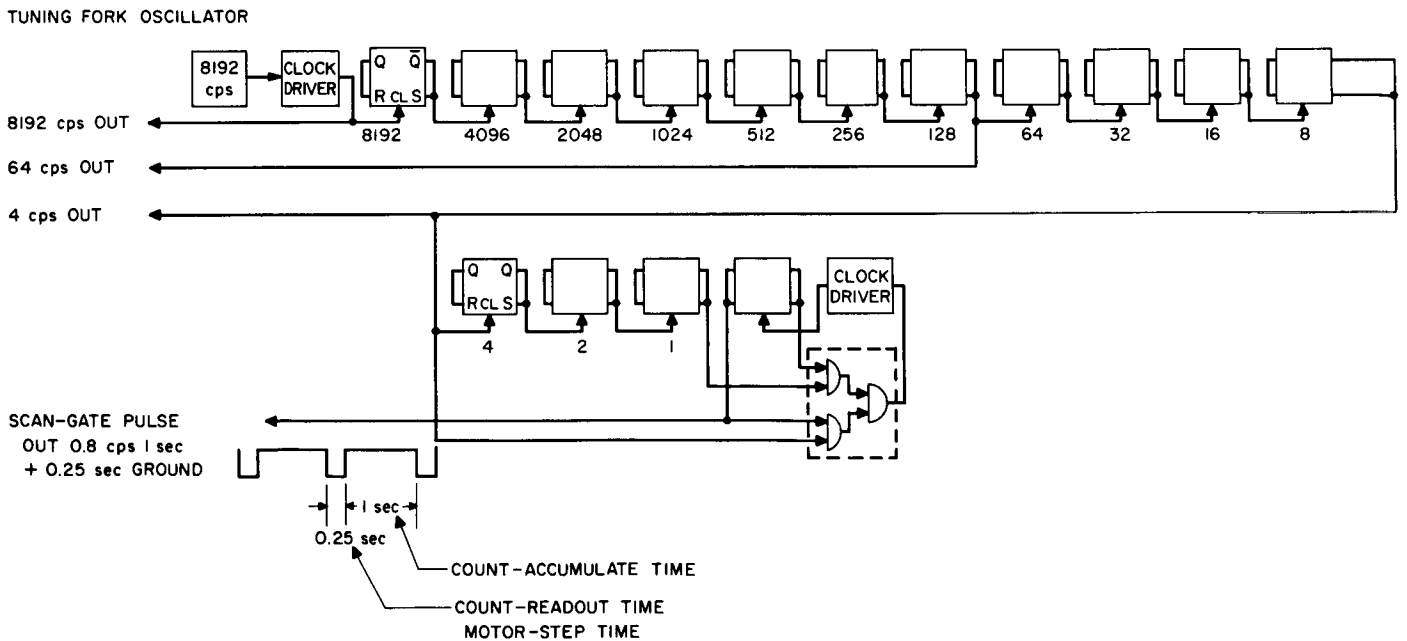 TUNING FORK OSCILLATOR
8192 cps
CLOCK DRIVER
Q Q̅
R CL S
8192 cps OUT
8192 4096 2048 1024 512 256 128 64 32 16 8
64 cps OUT
4 cps OUT
Q Q
R CL S
CLOCK DRIVER
4 2 1
SCAN-GATE PULSE
OUT 0.8 cps 1 sec
+ 0.25 sec GROUND
1 sec
0.25 sec
COUNT-ACCUMULATE TIME
COUNT-READOUT TIME
MOTOR-STEP TIME